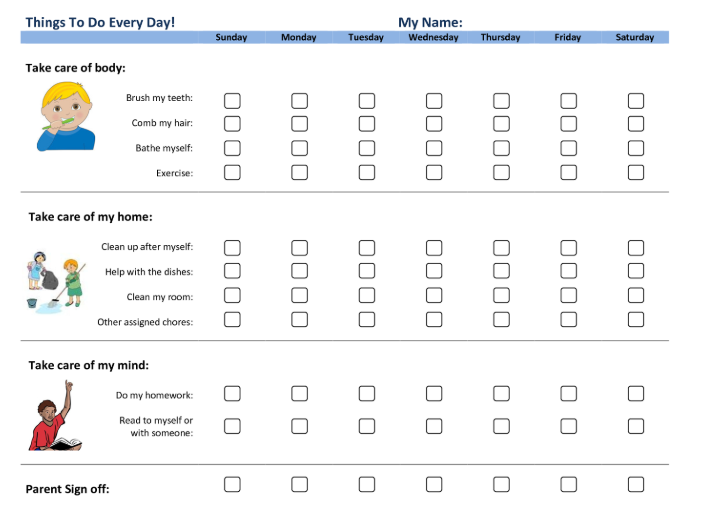 Things To Do Every Day! My Name:
Sunday Monday Tuesday Wednesday Thursday Friday Saturday
Take care of body:
Brush my teeth:
Comb my hair:
Bathe myself:
Exercise:
Take care of my home:
Clean up after myself:
Help with the dishes:
Clean my room:
Other assigned chores:
Take care of my mind:
Do my homework:
Read to myself or
with someone:
Parent Sign off: